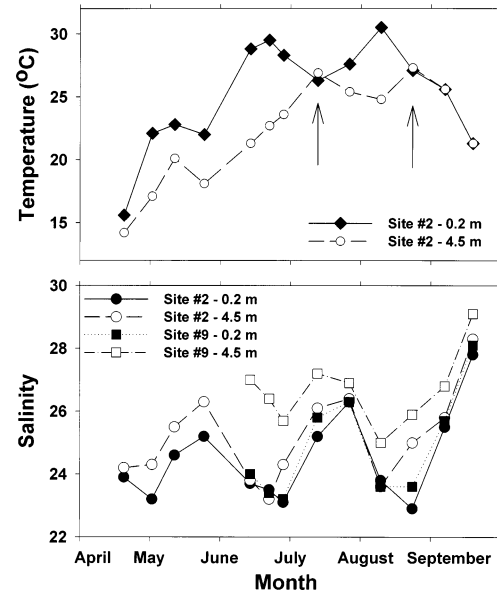 Temperature (ºC)
30
25
20
15
Site #2 - 0.2 m
Site #2 - 4.5 m
Salinity
30
28
26
24
22
Site #2 - 0.2 m
Site #2 - 4.5 m
Site #9 - 0.2 m
Site #9 - 4.5 m
April May June July August September
Month